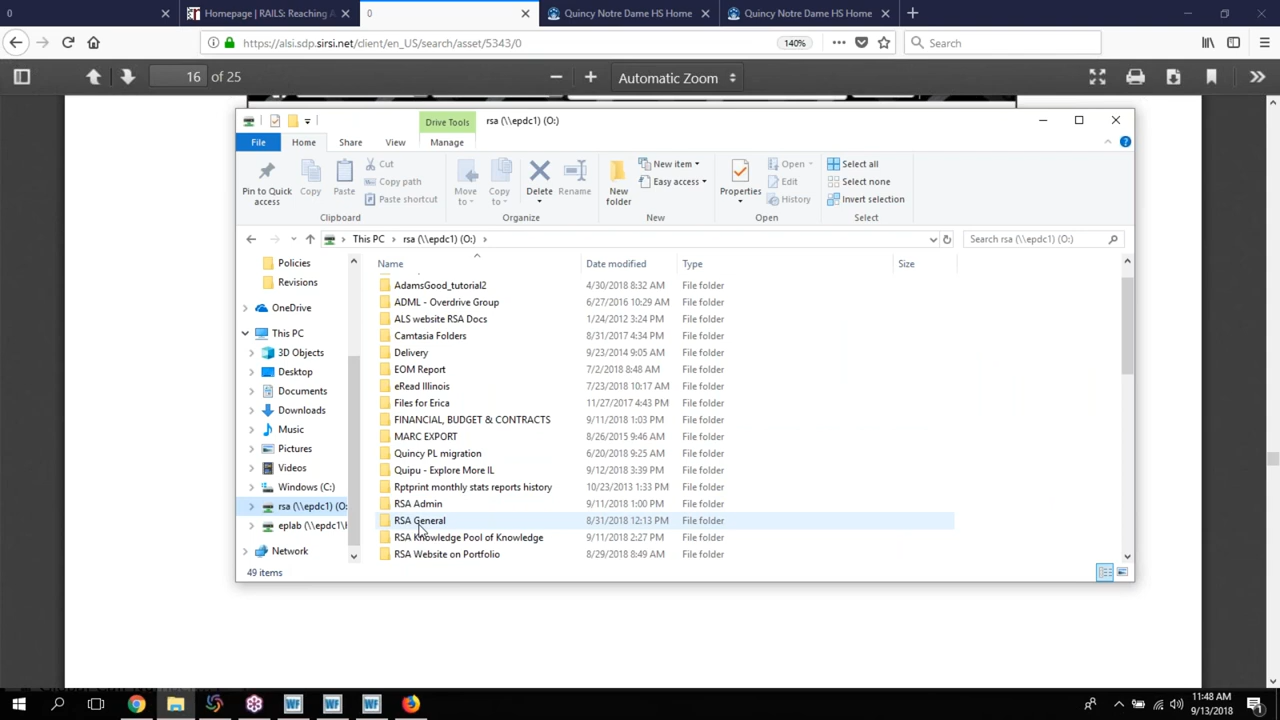 0
Homepage | RAILS: Reaching A
0
Quincy Notre Dame HS Home
Quincy Notre Dame HS Home
https://alsi.sdp.sirsi.net/client/en_US/search/asset/5343/0
140%
Search
16 of 25
Automatic Zoom
Drive Tools
rsa (\\epdc1) (O:)
File
Home
Share
View
Manage
Pin to Quick access
Copy
Paste
Cut
Copy path
Paste shortcut
Clipboard
Move to
Copy to
Delete
Rename
Organize
New folder
New item
Easy access
New
Properties
Open
Edit
History
Open
Select all
Select none
Invert selection
Select
This PC
rsa (\\epdc1) (O:)
Search rsa (\\epdc1) (O:)
Name Date modified Type Size
Policies
Revisions
OneDrive
This PC
3D Objects
Desktop
Documents
Downloads
Music
Pictures
Videos
Windows (C:)
rsa (\\epdc1) (O:
eplab (\\epdc1\
Network
AdamsGood_tutorial2 4/30/2018 8:32 AM File folder
ADML - Overdrive Group 6/27/2016 10:29 AM File folder
ALS website RSA Docs 1/24/2012 3:24 PM File folder
Camtasia Folders 8/31/2017 4:34 PM File folder
Delivery 9/23/2014 9:05 AM File folder
EOM Report 7/2/2018 8:48 AM File folder
eRead Illinois 7/23/2018 10:17 AM File folder
Files for Erica 11/27/2017 4:43 PM File folder
FINANCIAL, BUDGET & CONTRACTS 9/11/2018 1:03 PM File folder
MARC EXPORT 8/26/2015 9:46 AM File folder
Quincy PL migration 6/20/2018 9:25 AM File folder
Quipu - Explore More IL 9/12/2018 3:39 PM File folder
Rptprint monthly stats reports history 10/23/2013 1:33 PM File folder
RSA Admin 9/11/2018 1:00 PM File folder
RSA General 8/31/2018 12:13 PM File folder
RSA Knowledge Pool of Knowledge 9/11/2018 2:27 PM File folder
RSA Website on Portfolio 8/29/2018 8:49 AM File folder
49 items
11:48 AM
9/13/2018